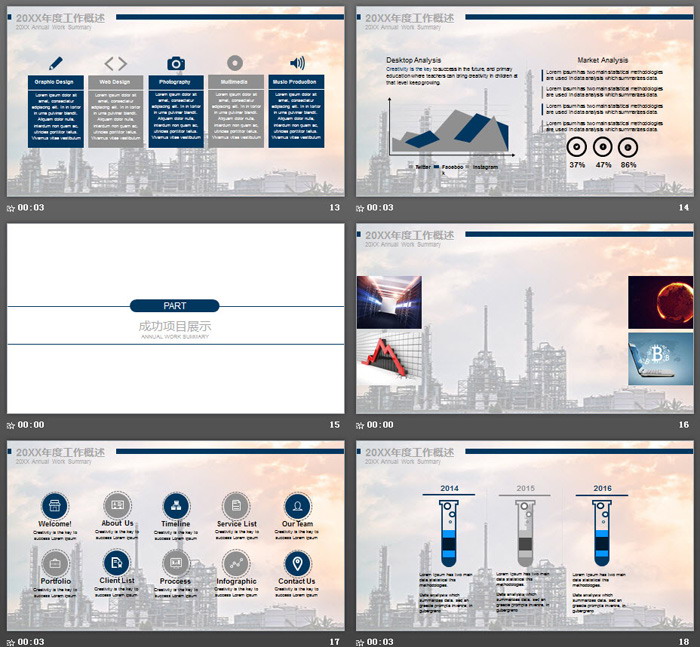 20XX年度工作概述
20XX Annual Work Summary
Graphic Design
Web Design
Photography
Multimedia
Music Production
Lorem ipsum dolor sit
amet, consectetur
adipiscing elit. In in tortor
in urna pulvinar blandit.
Aliquam dolor nulla,
interdum non quam ac,
ultricies porttitor tellus.
Vivamus vitae vestibulum
Lorem ipsum dolor sit
amet, consectetur
adipiscing elit. In in tortor
in urna pulvinar blandit.
Aliquam dolor nulla,
interdum non quam ac,
ultricies porttitor tellus.
Vivamus vitae vestibulum
Lorem ipsum dolor sit
amet, consectetur
adipiscing elit. In in tortor
in urna pulvinar blandit.
Aliquam dolor nulla,
interdum non quam ac,
ultricies porttitor tellus.
Vivamus vitae vestibulum
Lorem ipsum dolor sit
amet, consectetur
adipiscing elit. In in tortor
in urna pulvinar blandit.
Aliquam dolor nulla,
interdum non quam ac,
ultricies porttitor tellus.
Vivamus vitae vestibulum
Lorem ipsum dolor sit
amet, consectetur
adipiscing elit. In in tortor
in urna pulvinar blandit.
Aliquam dolor nulla,
interdum non quam ac,
ultricies porttitor tellus.
Vivamus vitae vestibulum
00:03
13
20XX年度工作概述
20XX Annual Work Summary
Desktop Analysis
Creativity is the key to success in the future, and primary
education where teachers can bring creativity in children at
that level keep growing.
Twitter
Faceboo
k
Instagram
Market Analysis
Lorem ipsum has two main statistical methodologies
are used in data analysis which summarizes data.
Lorem ipsum has two main statistical methodologies
are used in data analysis which summarizes data.
Lorem ipsum has two main statistical methodologies
are used in data analysis which summarizes data.
Lorem ipsum has two main statistical methodologies
are used in data analysis which summarizes data.
37%
47%
86%
00:03
14
PART
成功项目展示
ANNUAL WORK SUMMARY
00:00
15
20XX年度工作概述
20XX Annual Work Summary
00:00
16
20XX年度工作概述
20XX Annual Work Summary
Welcome!
Creativity is the key to
success Lorem ipsum
About Us
Creativity is the key to
success Lorem ipsum
Timeline
Creativity is the key to
success Lorem ipsum
Service List
Creativity is the key to
success Lorem ipsum
Our Team
Creativity is the key to
success Lorem ipsum
Portfolio
Creativity is the key to
success Lorem ipsum
Client List
Creativity is the key to
success Lorem ipsum
Proccess
Creativity is the key to
success Lorem ipsum
Infographic
Creativity is the key to
success Lorem ipsum
Contact Us
Creativity is the key to
success Lorem ipsum
00:03
17
20XX年度工作概述
20XX Annual Work Summary
2014
2015
2016
Lorem ipsum has two main
data statistical the
methodologies.
Data analysis which
summarizes data. sed an
graecis prompta invenire, in
gubergren
Lorem ipsum has two main
data statistical the
methodologies.
Data analysis which
summarizes data. sed an
graecis prompta invenire, in
gubergren
Lorem ipsum has two main
data statistical the
methodologies.
Data analysis which
summarizes data. sed an
graecis prompta invenire, in
gubergren
00:03
18